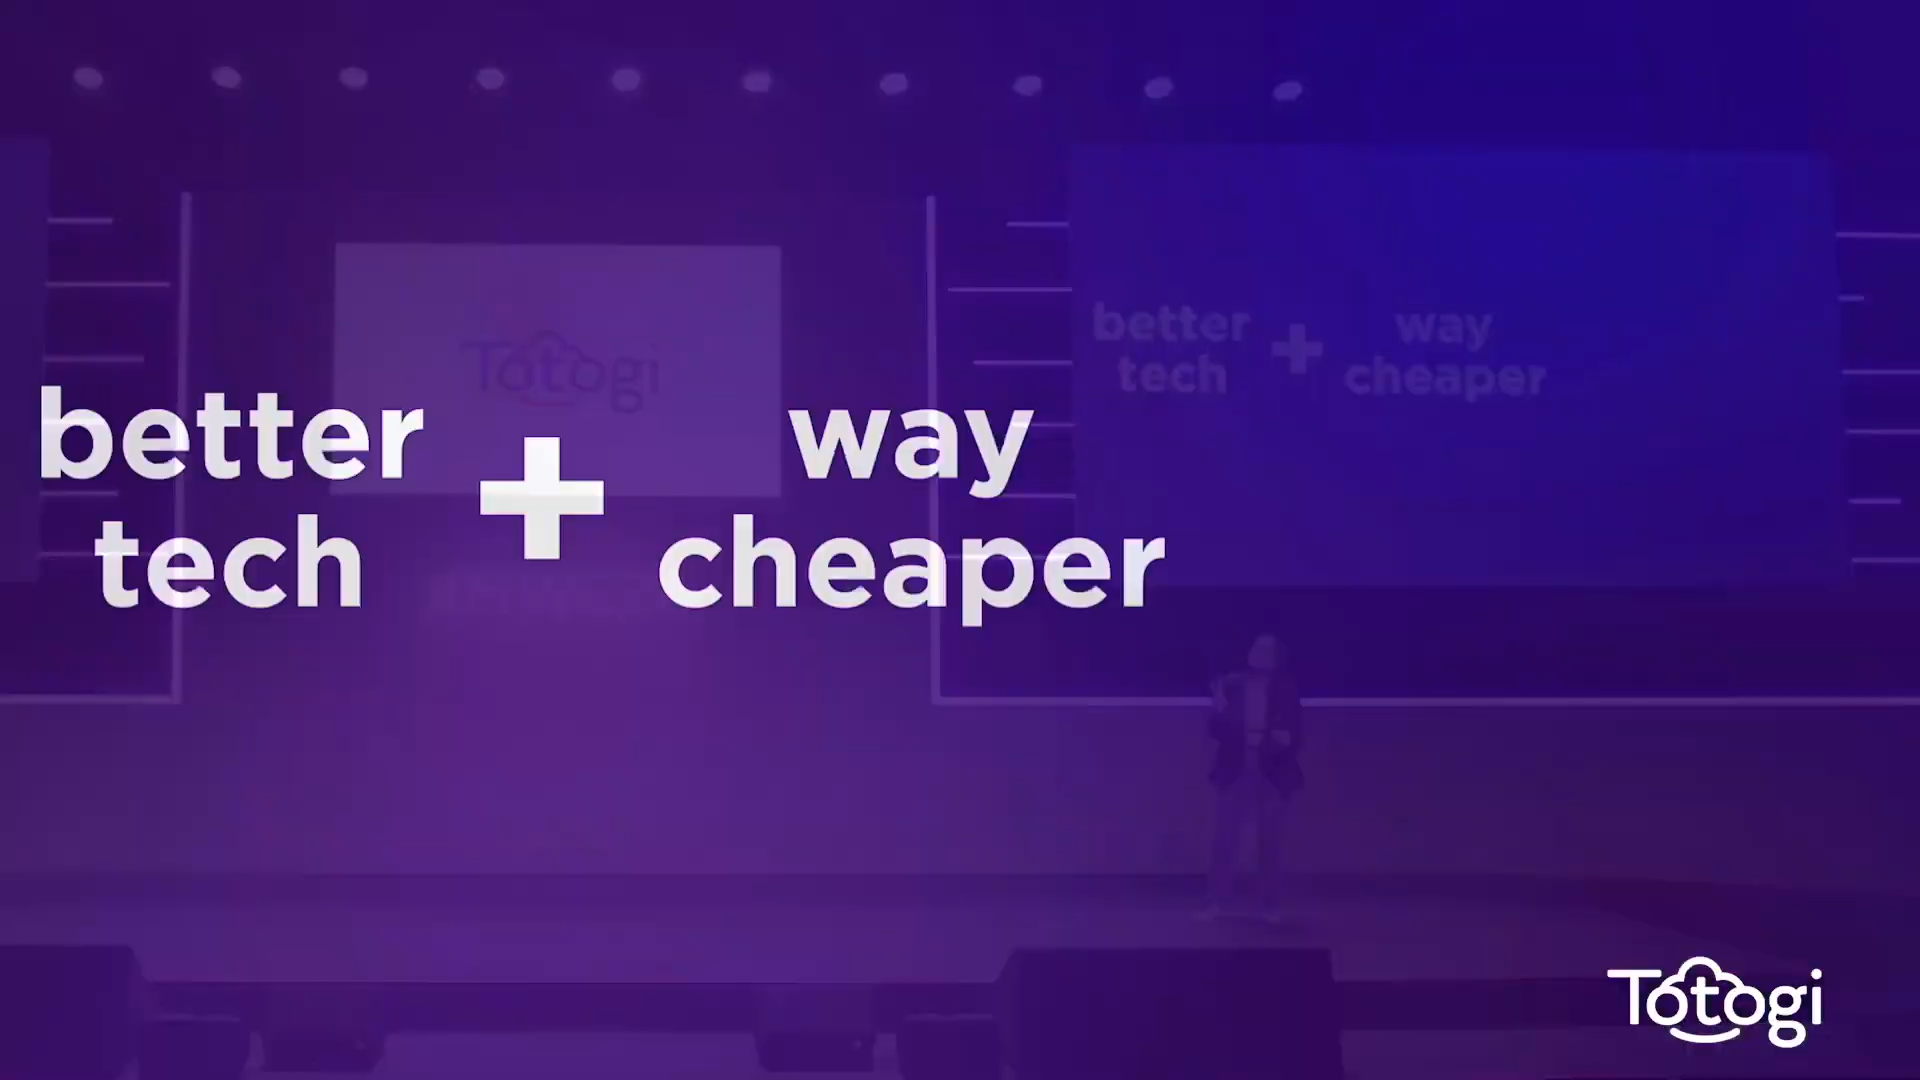 Totogi
better
tech
+
way
cheaper
better
tech
+
way
cheaper
Totogi